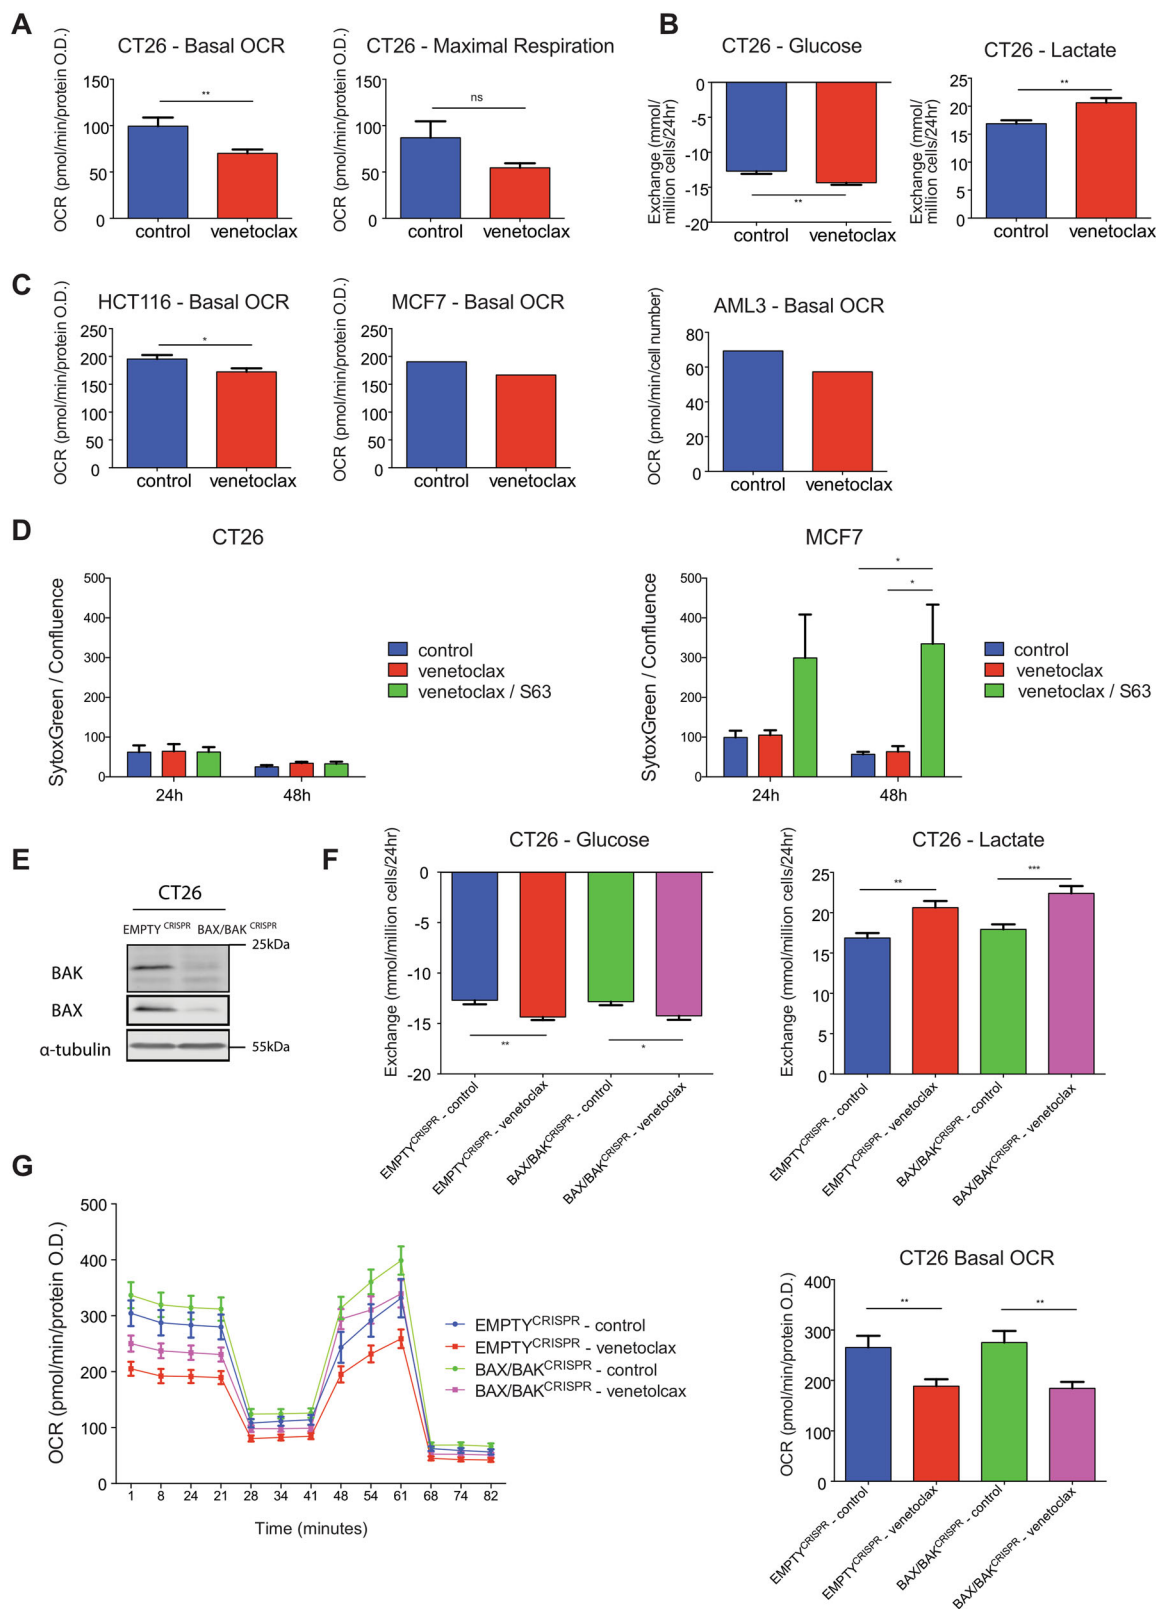 A
CT26 - Basal OCR
OCR (pmol/min/protein O.D.)
150
100
50
0
**
control
venetoclax
CT26 - Maximal Respiration
OCR (pmol/min/protein O.D.)
150
100
50
0
ns
control
venetoclax
B
CT26 - Glucose
Exchange (mmol/
million cells/24hr)
0
-5
-10
-15
-20
**
control
venetoclax
CT26 - Lactate
Exchange (mmol/
million cells/24hr)
25
20
15
10
5
0
**
control
venetoclax
C
HCT116 - Basal OCR
OCR (pmol/min/protein O.D.)
250
200
150
100
50
0
*
control
venetoclax
MCF7 - Basal OCR
OCR (pmol/min/protein O.D.)
250
200
150
100
50
0
control
venetoclax
AML3 - Basal OCR
OCR (pmol/min/cell number)
80
60
40
20
0
control
venetoclax
D
CT26
SytoxGreen / Confluence
500
400
300
200
100
0
24h
48h
control
venetoclax
venetoclax / S63
MCF7
SytoxGreen / Confluence
500
400
300
200
100
0
*
*
24h
48h
control
venetoclax
venetoclax / S63
E
CT26
EMPTY CRISPR
BAX/BAK CRISPR
25kDa
BAK
BAX
α-tubulin
55kDa
F
CT26 - Glucose
Exchange (mmol/million cells/24hr)
0
-5
-10
-15
-20
**
*
EMPTYCRISPR - control
EMPTYCRISPR - venetoclax
BAX/BAKCRISPR - control
BAX/BAKCRISPR - venetoclax
CT26 - Lactate
Exchange (mmol/million cells/24hr)
25
20
15
10
5
0
**
***
EMPTYCRISPR - control
EMPTYCRISPR - venetoclax
BAX/BAKCRISPR - control
BAX/BAKCRISPR - venetoclax
G
OCR (pmol/min/protein O.D.)
500
400
300
200
100
0
1 8 24 21 28 34 41 48 54 61 68 74 82
Time (minutes)
EMPTYCRISPR - control
EMPTYCRISPR - venetoclax
BAX/BAKCRISPR - control
BAX/BAKCRISPR - venetolcax
CT26 Basal OCR
OCR (pmol/min/protein O.D.)
400
300
200
100
0
**
**
EMPTYCRISPR - control
EMPTYCRISPR - venetoclax
BAX/BAKCRISPR - control
BAX/BAKCRISPR - venetoclax